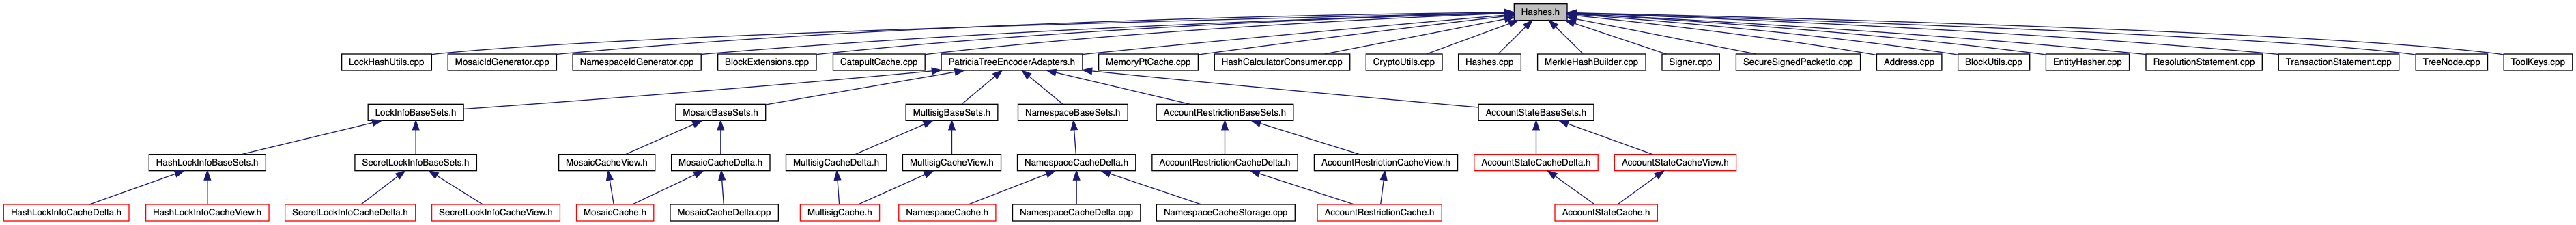 Hashes.h
LockHashUtils.cpp
MosaicIdGenerator.cpp
NamespaceIdGenerator.cpp
BlockExtensions.cpp
CatapultCache.cpp
PatriciaTreeEncoderAdapters.h
MemoryPtCache.cpp
HashCalculatorConsumer.cpp
CryptoUtils.cpp
Hashes.cpp
MerkleHashBuilder.cpp
Signer.cpp
SecureSignedPacketIo.cpp
Address.cpp
BlockUtils.cpp
EntityHasher.cpp
ResolutionStatement.cpp
TransactionStatement.cpp
TreeNode.cpp
ToolKeys.cpp
LockInfoBaseSets.h
MosaicBaseSets.h
MultisigBaseSets.h
NamespaceBaseSets.h
AccountRestrictionBaseSets.h
AccountStateBaseSets.h
HashLockInfoBaseSets.h
SecretLockInfoBaseSets.h
MosaicCacheView.h
MosaicCacheDelta.h
MultisigCacheDelta.h
MultisigCacheView.h
NamespaceCacheDelta.h
AccountRestrictionCacheDelta.h
AccountRestrictionCacheView.h
AccountStateCacheDelta.h
AccountStateCacheView.h
HashLockInfoCacheDelta.h
HashLockInfoCacheView.h
SecretLockInfoCacheDelta.h
SecretLockInfoCacheView.h
MosaicCache.h
MosaicCacheDelta.cpp
MultisigCache.h
NamespaceCache.h
NamespaceCacheDelta.cpp
NamespaceCacheStorage.cpp
AccountRestrictionCache.h
AccountStateCache.h